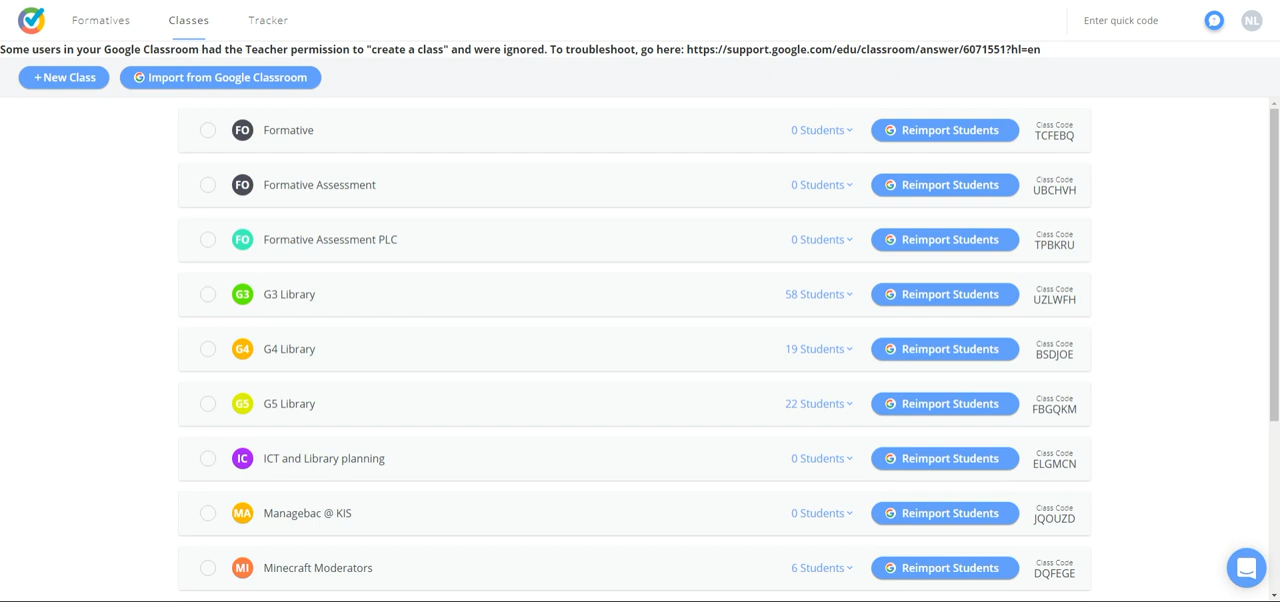 Formatives Classes Tracker Enter quick code NL
Some users in your Google Classroom had the Teacher permission to "create a class" and were ignored. To troubleshoot, go here: https://support.google.com/edu/classroom/answer/6071551?hl=en
+ New Class G Import from Google Classroom
FO Formative 0 Students G Reimport Students Class Code TCFEBQ
FO Formative Assessment 0 Students G Reimport Students Class Code UBCHVH
FO Formative Assessment PLC 0 Students G Reimport Students Class Code TPBKRU
G3 G3 Library 58 Students G Reimport Students Class Code UZLWFH
G4 G4 Library 19 Students G Reimport Students Class Code BSDJOE
G5 G5 Library 22 Students G Reimport Students Class Code FBGQKM
IC ICT and Library planning 0 Students G Reimport Students Class Code ELGMCN
MA Managebac @ KIS 0 Students G Reimport Students Class Code JQOUZD
MI Minecraft Moderators 6 Students G Reimport Students Class Code DQFEGE